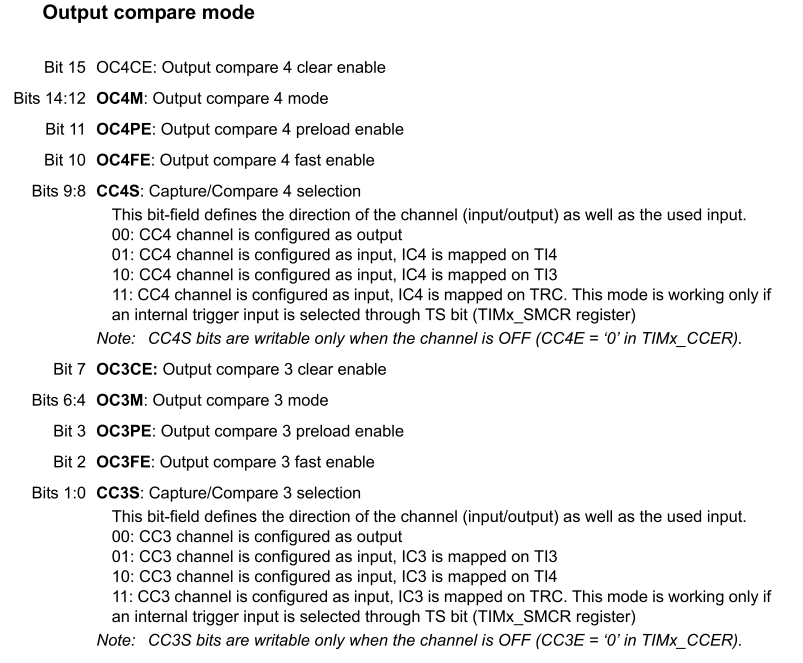 Output compare mode
Bit 15 OC4CE: Output compare 4 clear enable
Bits 14:12 OC4M: Output compare 4 mode
Bit 11 OC4PE: Output compare 4 preload enable
Bit 10 OC4FE: Output compare 4 fast enable
Bits 9:8 CC4S: Capture/Compare 4 selection
This bit-field defines the direction of the channel (input/output) as well as the used input.
00: CC4 channel is configured as output
01: CC4 channel is configured as input, IC4 is mapped on TI4
10: CC4 channel is configured as input, IC4 is mapped on TI3
11: CC4 channel is configured as input, IC4 is mapped on TRC. This mode is working only if
an internal trigger input is selected through TS bit (TIMx_SMCR register)
Note: CC4S bits are writable only when the channel is OFF (CC4E = ‘0’ in TIMx_CCER).
Bit 7 OC3CE: Output compare 3 clear enable
Bits 6:4 OC3M: Output compare 3 mode
Bit 3 OC3PE: Output compare 3 preload enable
Bit 2 OC3FE: Output compare 3 fast enable
Bits 1:0 CC3S: Capture/Compare 3 selection
This bit-field defines the direction of the channel (input/output) as well as the used input.
00: CC3 channel is configured as output
01: CC3 channel is configured as input, IC3 is mapped on TI3
10: CC3 channel is configured as input, IC3 is mapped on TI4
11: CC3 channel is configured as input, IC3 is mapped on TRC. This mode is working only if
an internal trigger input is selected through TS bit (TIMx_SMCR register)
Note: CC3S bits are writable only when the channel is OFF (CC3E = ‘0’ in TIMx_CCER).